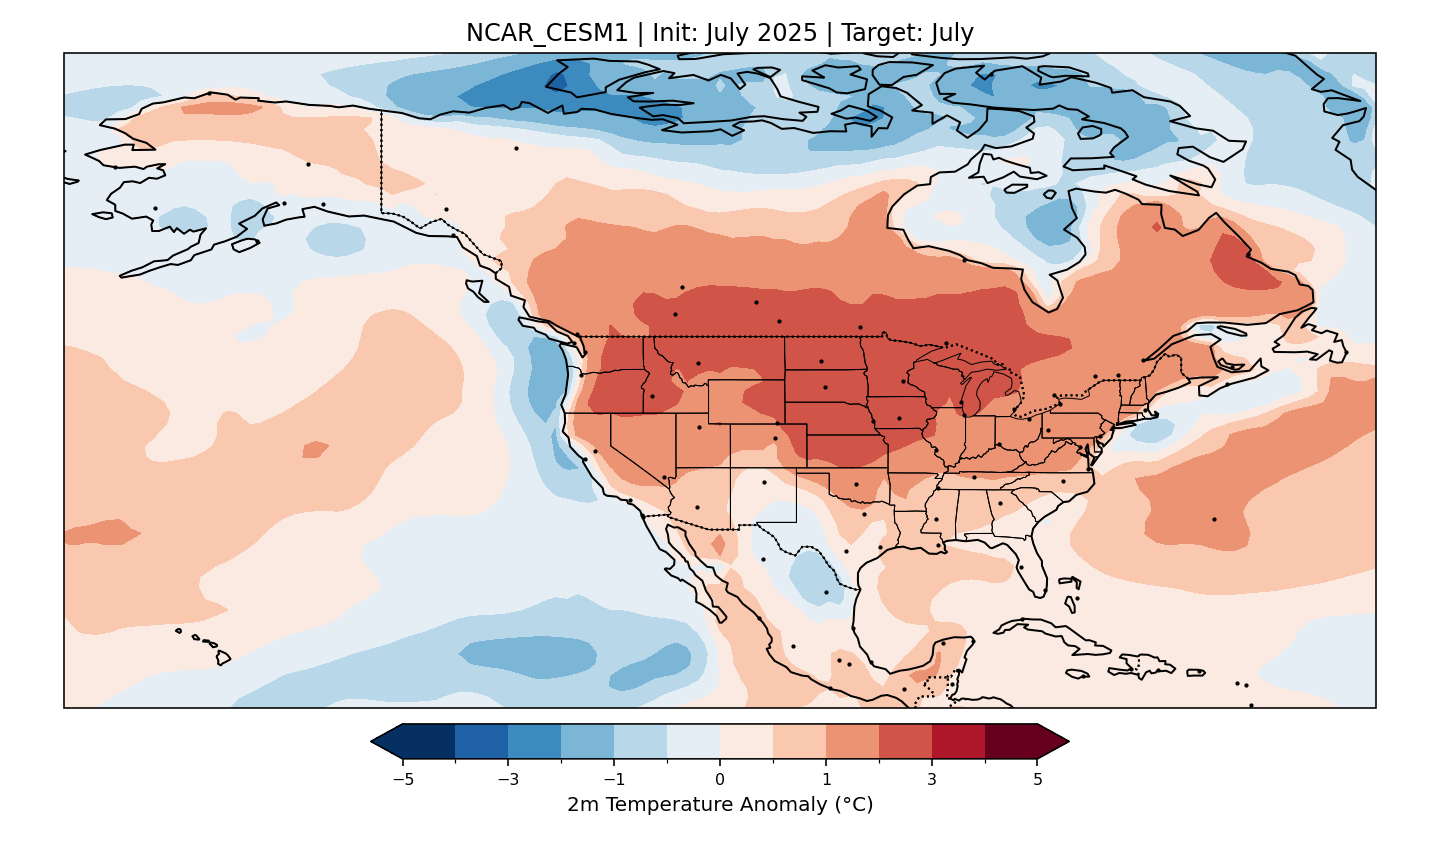 NCAR_CESM1 | Init: July 2025 | Target: July
−5 −3 −1 0 1 3 5
2m Temperature Anomaly (°C)